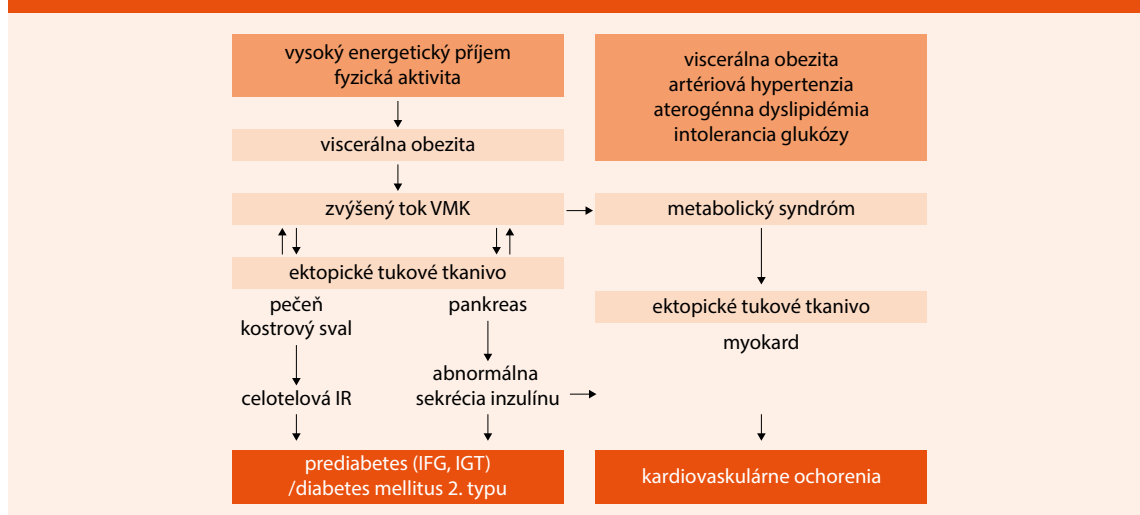 vysoký energetický příjem
fyzická aktivita
viscerálna obezita
artériová hypertenzia
aterogénna dyslipidémia
intolerancia glukózy
viscerálna obezita
zvýšený tok VMK
metabolický syndróm
ektopické tukové tkanivo
pečeň
kostrový sval
pankreas
ektopické tukové tkanivo
myokard
abnormálna
sekrécia inzulínu
celotelová IR
prediabetes (IFG, IGT)
/diabetes mellitus 2. typu
kardiovaskulárne ochorenia